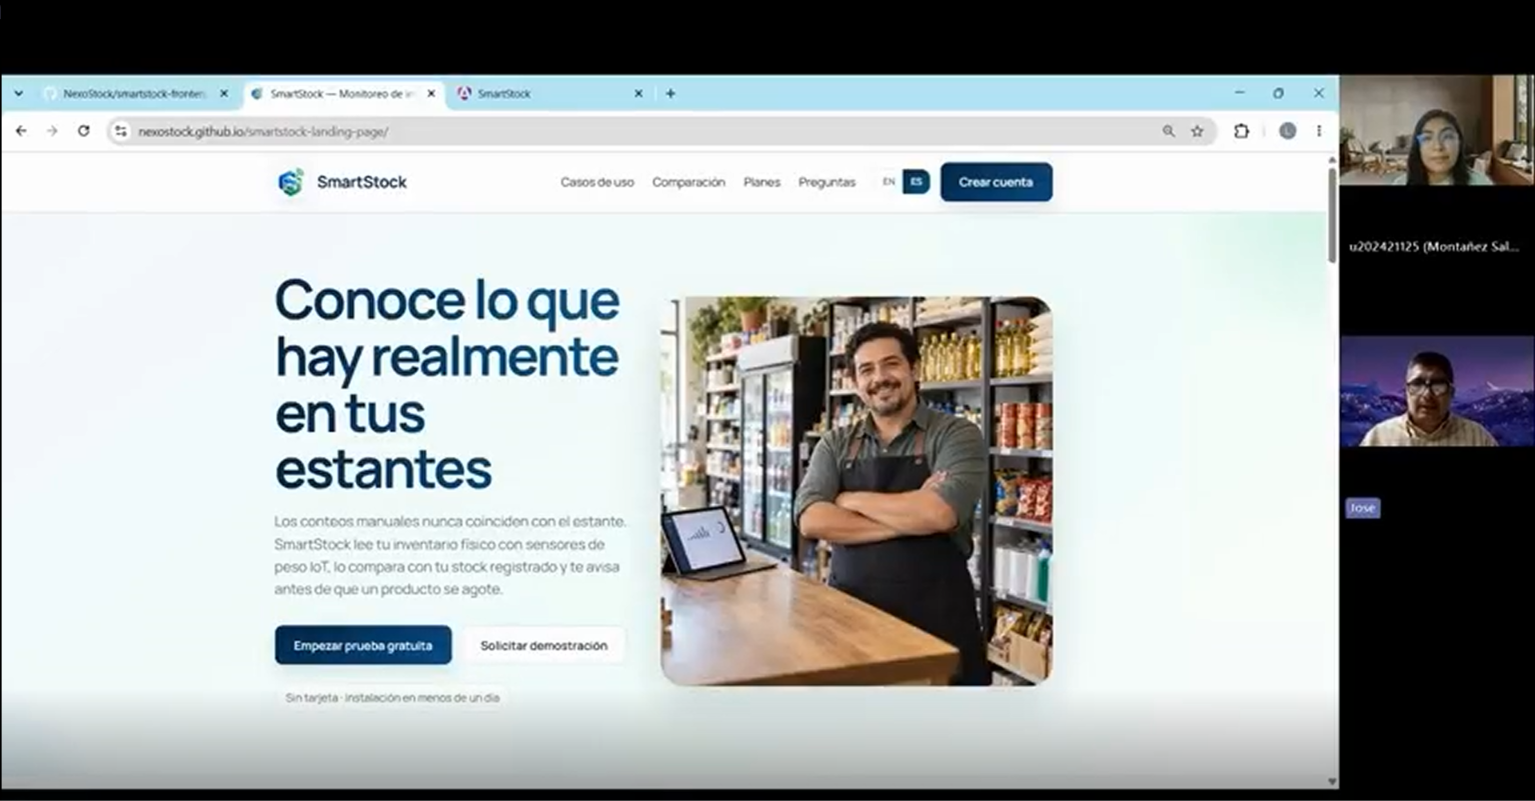 NexoStock/smartstock-fronten
SmartStock — Monitoreo de in
SmartStock
nexostock.github.io/smartstock-landing-page/
SmartStock
Casos de uso
Comparación
Planes
Preguntas
EN
ES
Crear cuenta
Conoce lo que
hay realmente
en tus
estantes
Los conteos manuales nunca coinciden con el estante.
SmartStock lee tu inventario físico con sensores de
peso IoT, lo compara con tu stock registrado y te avisa
antes de que un producto se agote.
Empezar prueba gratuita
Solicitar demostración
Sin tarjeta · Instalación en menos de un día
u202421125 (Montañez Sal...
Jose